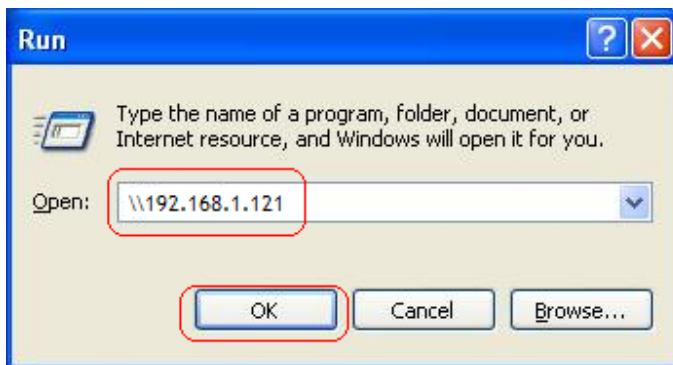 Run
Type the name of a program, folder, document, or
Internet resource, and Windows will open it for you.
Open: \\192.168.1.121
OK Cancel Browse...